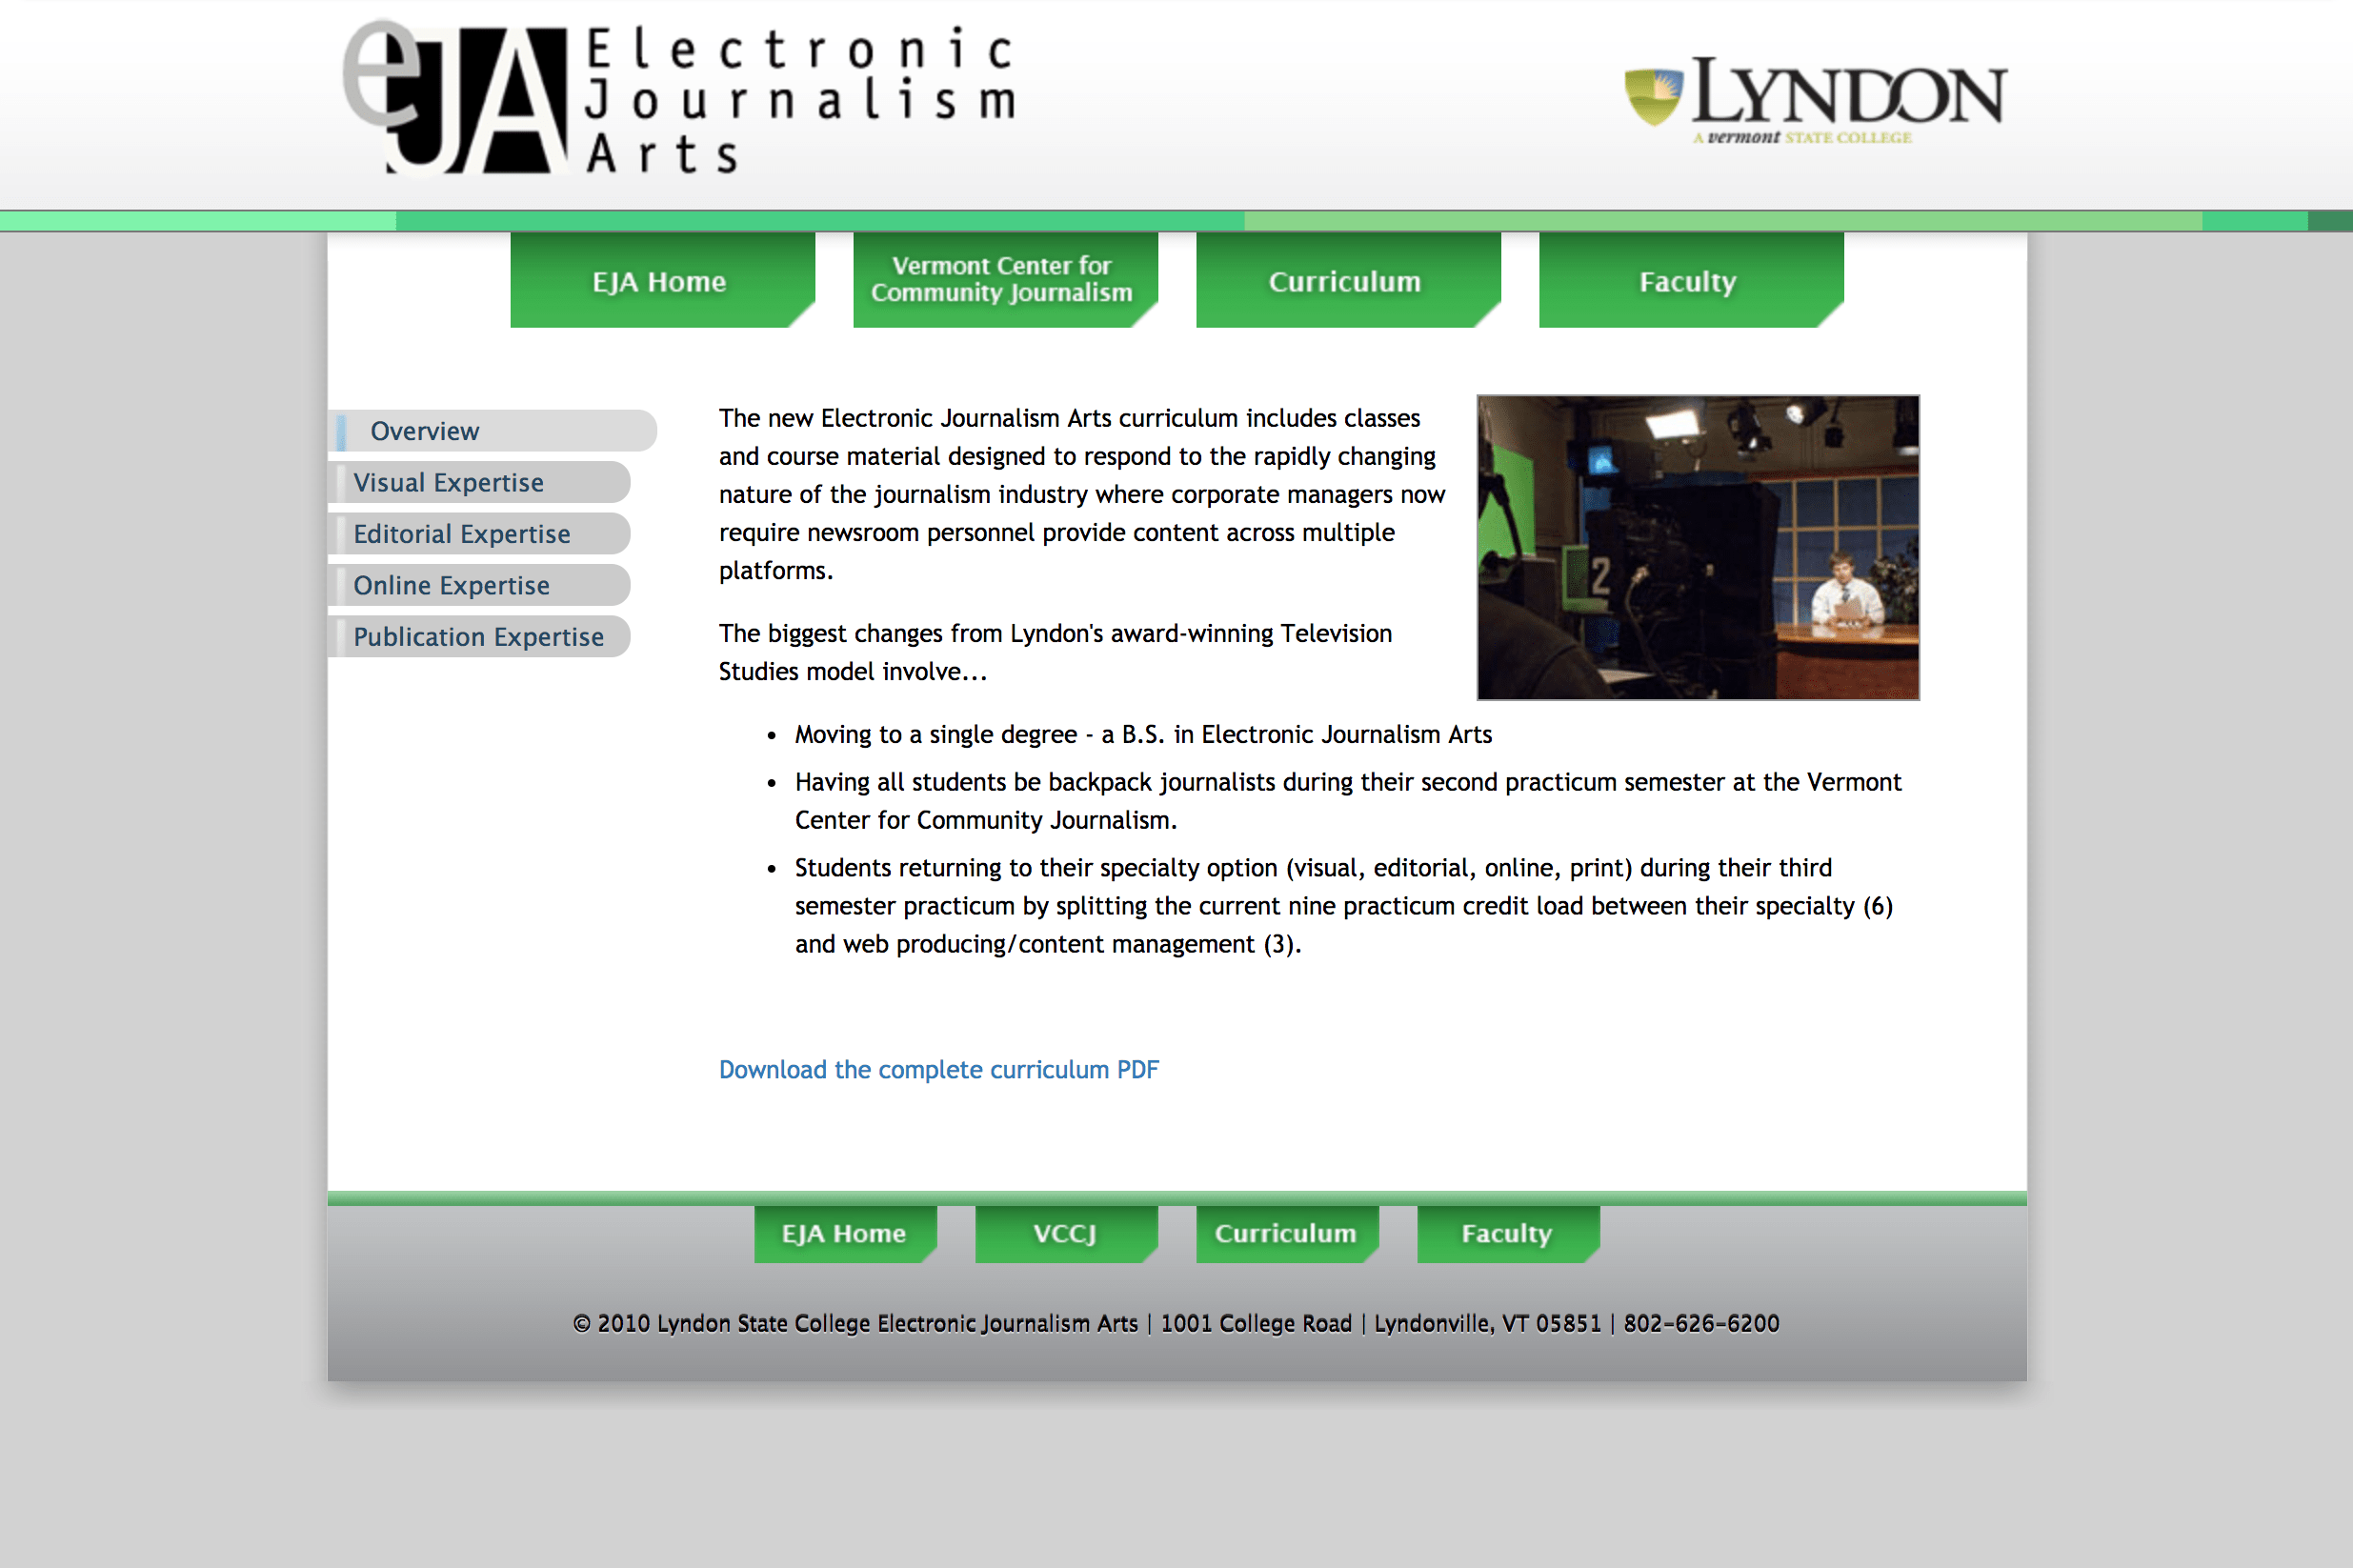 eJA Electronic
Journalism
Arts
LYNDON
A vermont STATE COLLEGE
EJA Home
Vermont Center for
Community Journalism
Curriculum
Faculty
Overview
Visual Expertise
Editorial Expertise
Online Expertise
Publication Expertise
The new Electronic Journalism Arts curriculum includes classes
and course material designed to respond to the rapidly changing
nature of the journalism industry where corporate managers now
require newsroom personnel provide content across multiple
platforms.
2
The biggest changes from Lyndon's award-winning Television
Studies model involve...
• Moving to a single degree - a B.S. in Electronic Journalism Arts
• Having all students be backpack journalists during their second practicum semester at the Vermont
Center for Community Journalism.
• Students returning to their specialty option (visual, editorial, online, print) during their third
semester practicum by splitting the current nine practicum credit load between their specialty (6)
and web producing/content management (3).
Download the complete curriculum PDF
EJA Home
VCCJ
Curriculum
Faculty
© 2010 Lyndon State College Electronic Journalism Arts | 1001 College Road | Lyndonville, VT 05851 | 802-626-6200